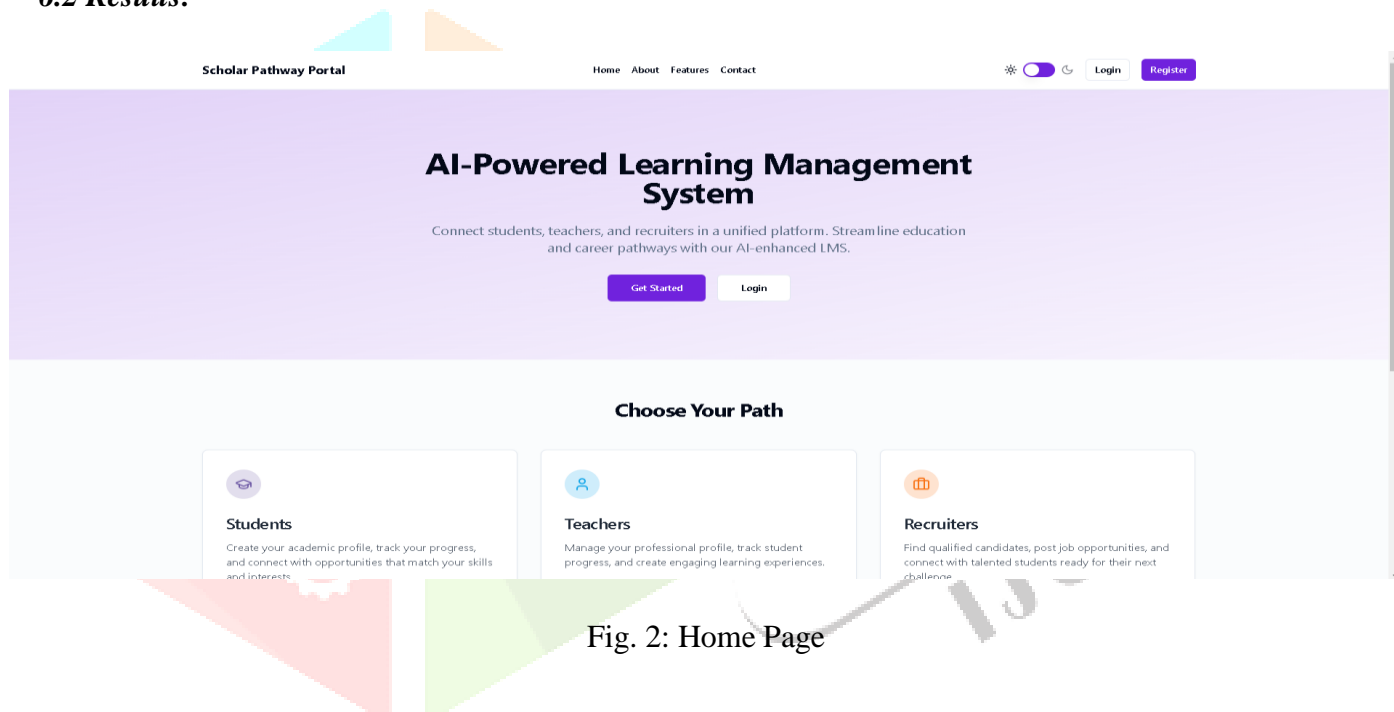 6.2 Results:
Scholar Pathway Portal
Home About Features Contact
Login
Register
AI-Powered Learning Management
System
Connect students, teachers, and recruiters in a unified platform. Streamline education
and career pathways with our AI-enhanced LMS.
Get Started
Login
Choose Your Path
Students
Create your academic profile, track your progress,
and connect with opportunities that match your skills
and interests
Teachers
Manage your professional profile, track student
progress, and create engaging learning experiences.
Recruiters
Find qualified candidates, post job opportunities, and
connect with talented students ready for their next
challenge
Fig. 2: Home Page